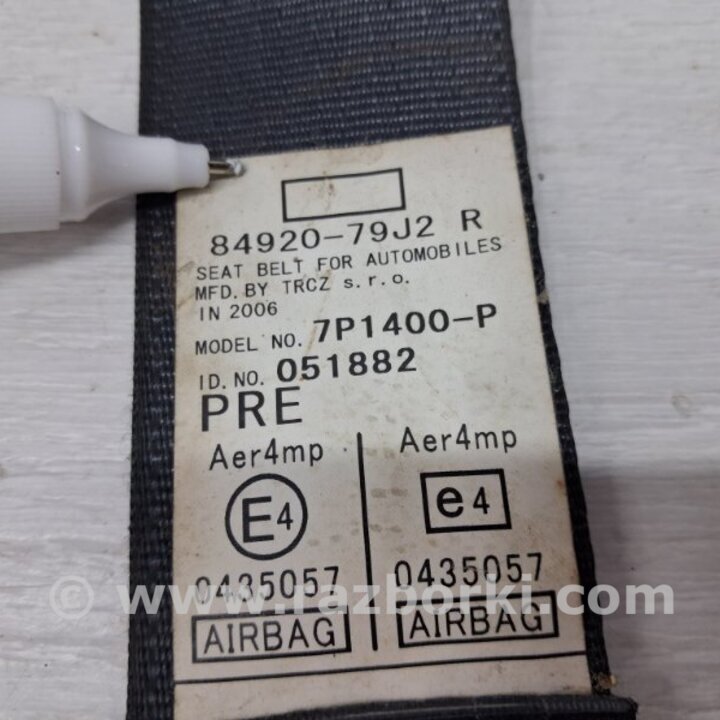 84920-79J2 R
SEAT BELT FOR AUTOMOBILES
MFD. BY TRCZ s.r.o.
IN 2006
MODEL NO. 7P1400-P
ID. NO. 051882
PRE
Aer4mp Aer4mp
E4 e4
0435057 0435057
© www.razborki.com
AIRBAG AIRBAG